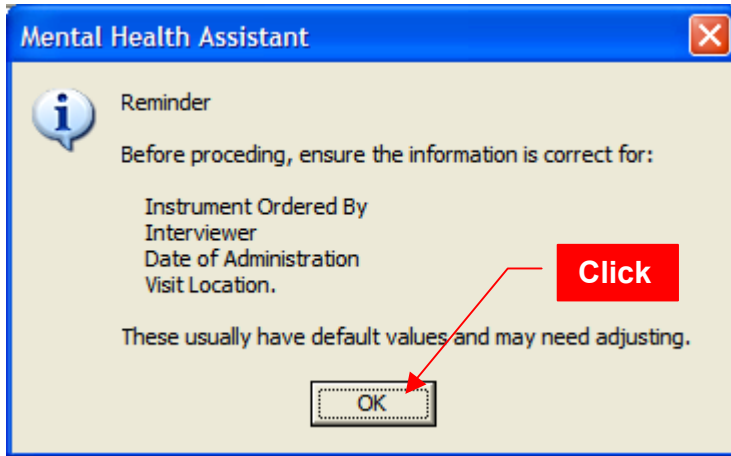 Mental Health Assistant
Reminder
Before proceding, ensure the information is correct for:
Instrument Ordered By
Interviewer
Date of Administration
Visit Location.
Click
These usually have default values and may need adjusting.
OK